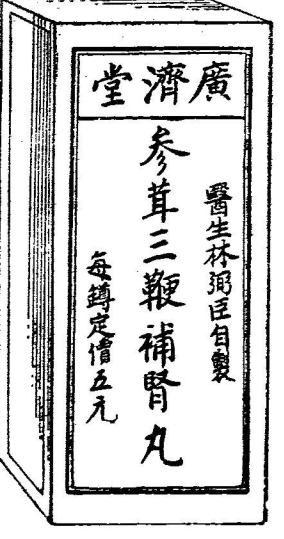 廣濟堂
醫生林弼臣自製
參茸三鞭補腎丸
每罇定價五元